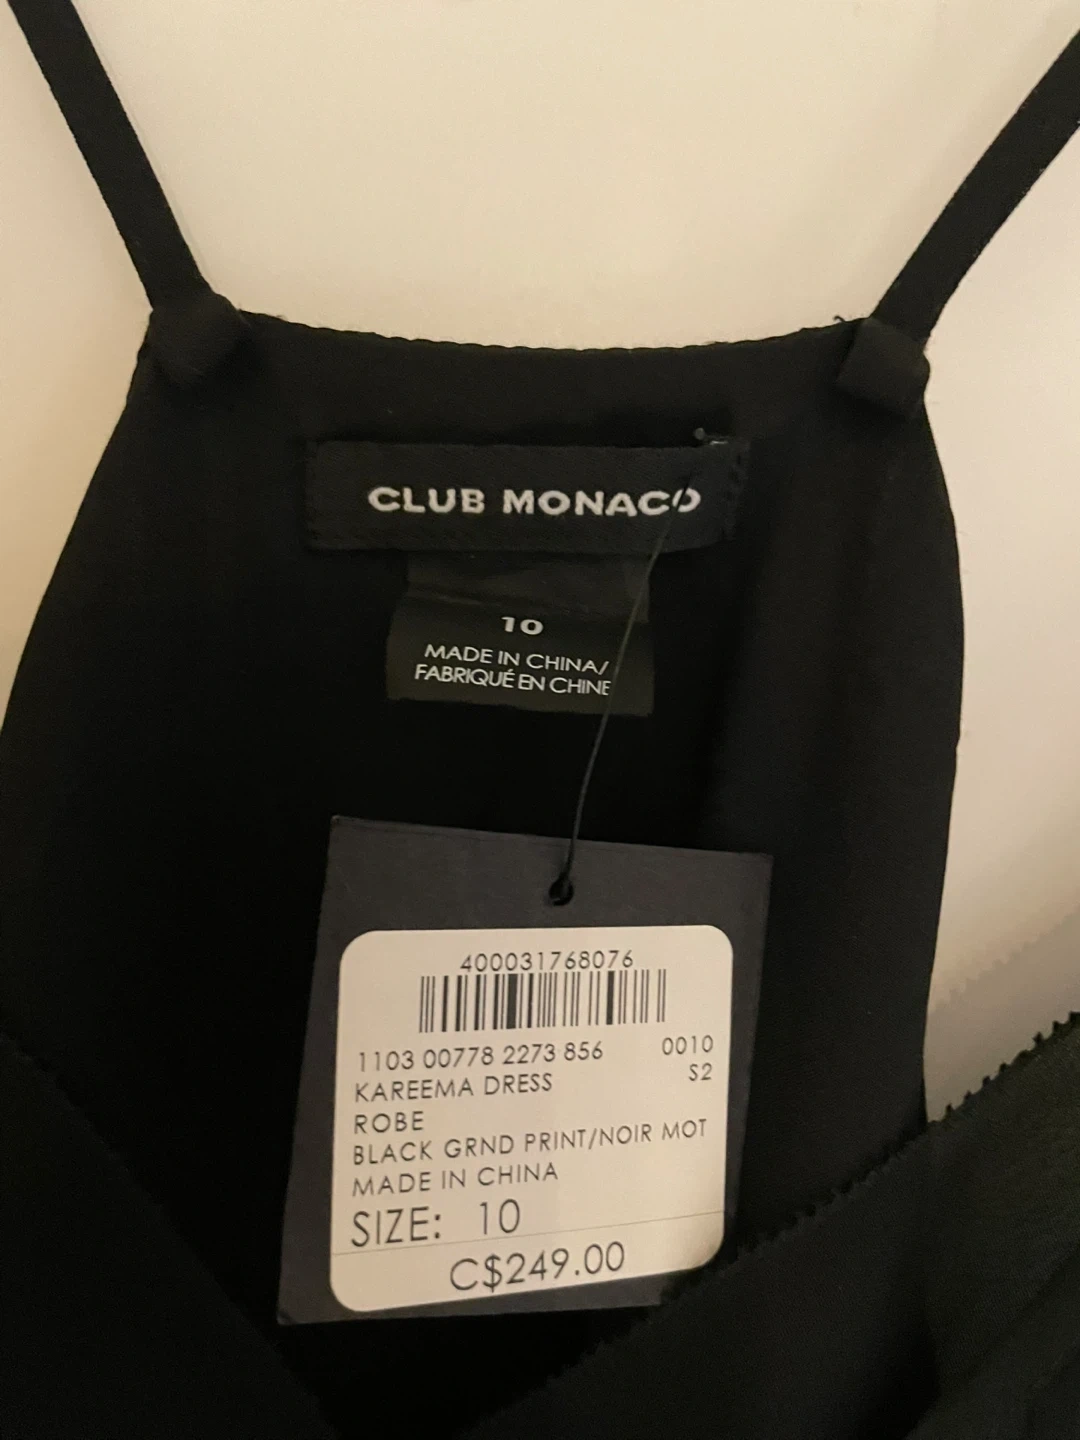 CLUB MONACO
10
MADE IN CHINA/
FABRIQUÉ EN CHINE
400031768076
1103 00778 2273 856 0010
KAREEMA DRESS S2
ROBE
BLACK GRND PRINT/NOIR MOT
MADE IN CHINA
SIZE: 10
C$249.00